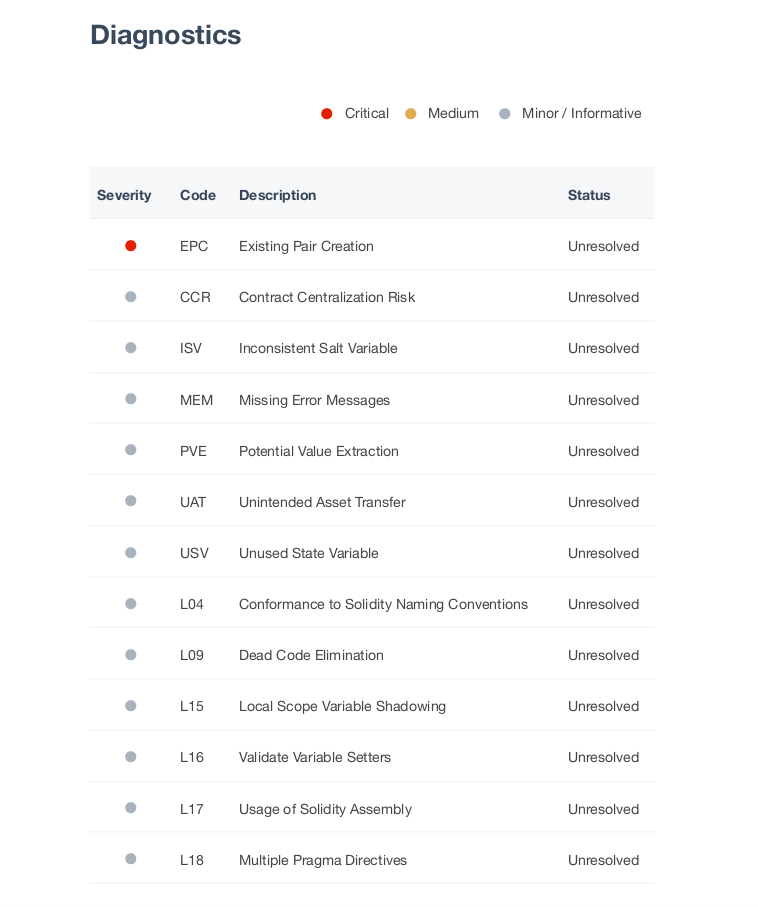 Diagnostics
Critical Medium Minor / Informative
Severity Code Description Status
EPC Existing Pair Creation Unresolved
CCR Contract Centralization Risk Unresolved
ISV Inconsistent Salt Variable Unresolved
MEM Missing Error Messages Unresolved
PVE Potential Value Extraction Unresolved
UAT Unintended Asset Transfer Unresolved
USV Unused State Variable Unresolved
L04 Conformance to Solidity Naming Conventions Unresolved
L09 Dead Code Elimination Unresolved
L15 Local Scope Variable Shadowing Unresolved
L16 Validate Variable Setters Unresolved
L17 Usage of Solidity Assembly Unresolved
L18 Multiple Pragma Directives Unresolved